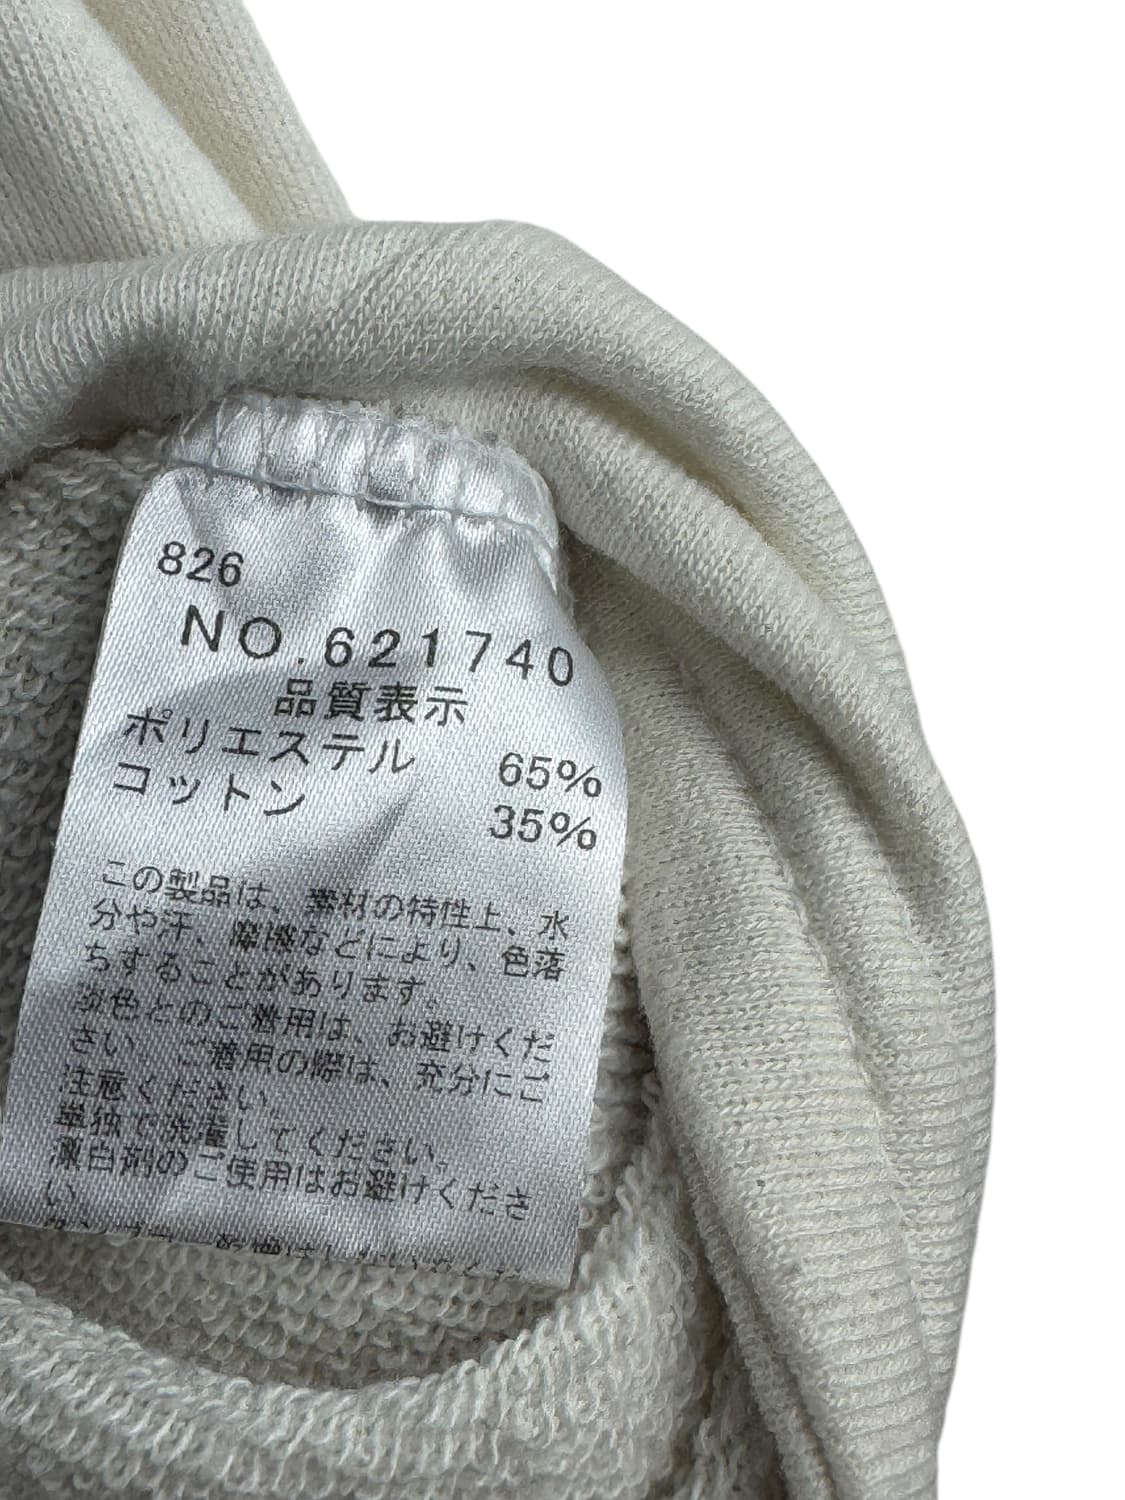 826
NO.621740
品質表示
ポリエステル 65%
コットン 35%
この製品は、素材の特性上、水
分や汗、摩擦などにより、色落
ちすることがあります。
淡色とのご着用は、お避けくだ
さい。ご着用の際は、充分にご
注意ください。
単独で洗濯してください。
漂白剤のご使用はお避けくださ
い。